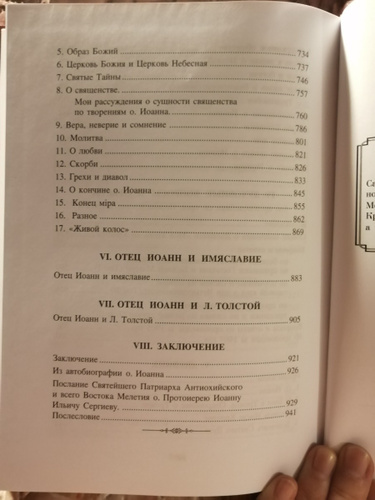 5. Образ Божий 734
6. Церковь Божия и Церковь Небесная 737
7. Святые Тайны 746
8. О священстве. 757
Мои рассуждения о сущности священства
по творениям о. Иоанна. 760
9. Вера, неверие и сомнение 786
10. Молитва 801
11. О любви 821
12. Скорби 826
13. Грехи и диавол 833
14. О кончине о. Иоанна 845
15. Конец мiра 855
16. Разное 862
17. «Живой колос» 869
VI. ОТЕЦ ИОАНН И ИМЯСЛАВИЕ
Отец Иоанн и имяславие 883
VII. ОТЕЦ ИОАНН И Л. ТОЛСТОЙ
Отец Иоанн и Л. Толстой 905
VIII. ЗАКЛЮЧЕНИЕ
Заключение 921
Из автобиографии о. Иоанна 926
Послание Святейшего Патриарха Антиохийского
и всего Востока Мелетия о. Протоиерею Иоанну
Ильичу Сергиеву. 929
Послесловие 941